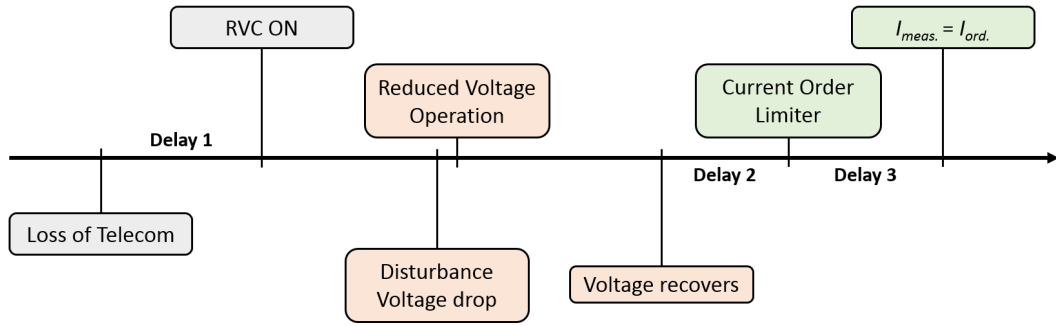 RVC ON
I_meas. = I_ord.
Reduced Voltage
Operation
Current Order
Limiter
Delay 1
Delay 2
Delay 3
Loss of Telecom
Disturbance
Voltage drop
Voltage recovers